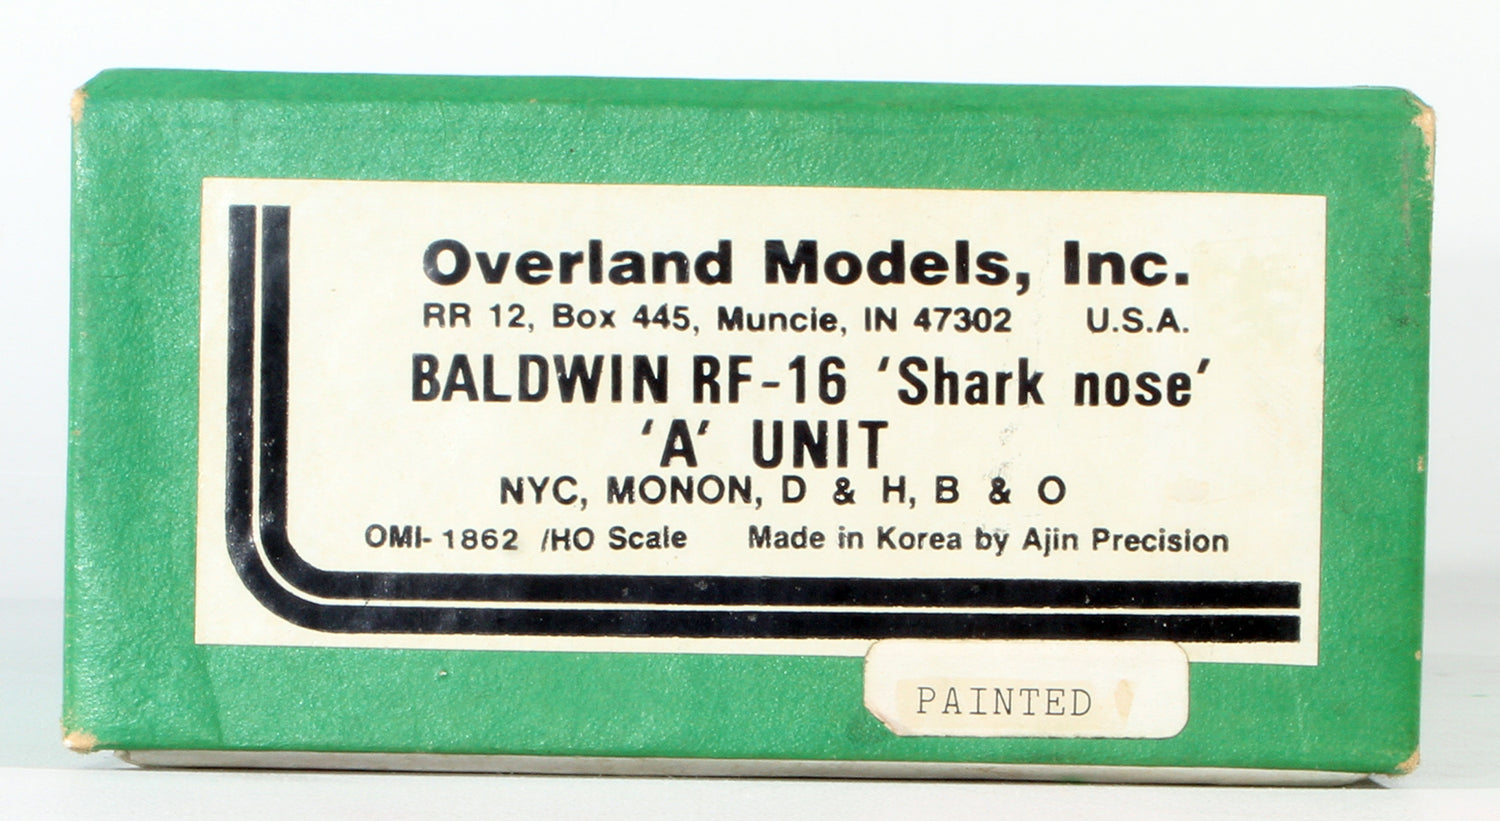 Overland Models, Inc.
RR 12, Box 445, Muncie, IN 47302 U.S.A.
BALDWIN RF-16 'Shark nose'
'A' UNIT
NYC, MONON, D & H, B & O
OMI- 1862 /HO Scale Made in Korea by Ajin Precision
PAINTED